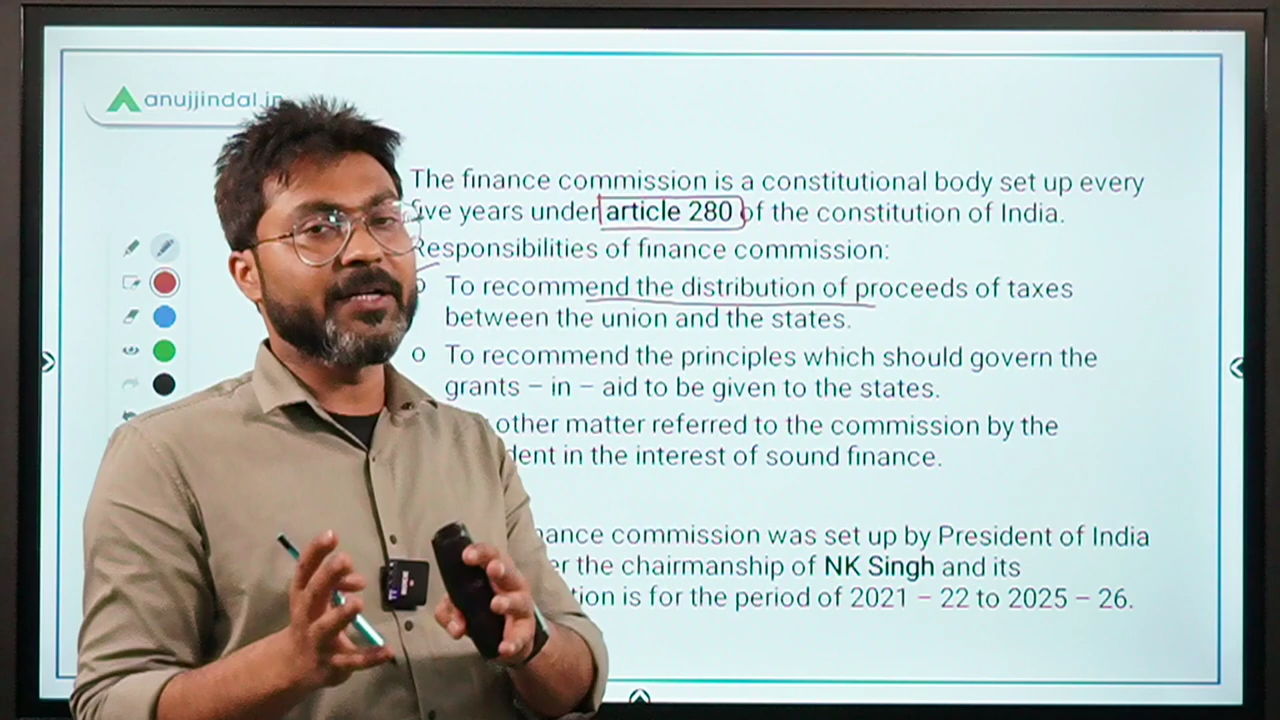 anujjindal.in
The finance commission is a constitutional body set up every
five years under article 280 of the constitution of India.
Responsibilities of finance commission:
o To recommend the distribution of proceeds of taxes
between the union and the states.
o To recommend the principles which should govern the
grants – in – aid to be given to the states.
other matter referred to the commission by the
dent in the interest of sound finance.
ance commission was set up by President of India
er the chairmanship of NK Singh and its
tion is for the period of 2021 – 22 to 2025 – 26.